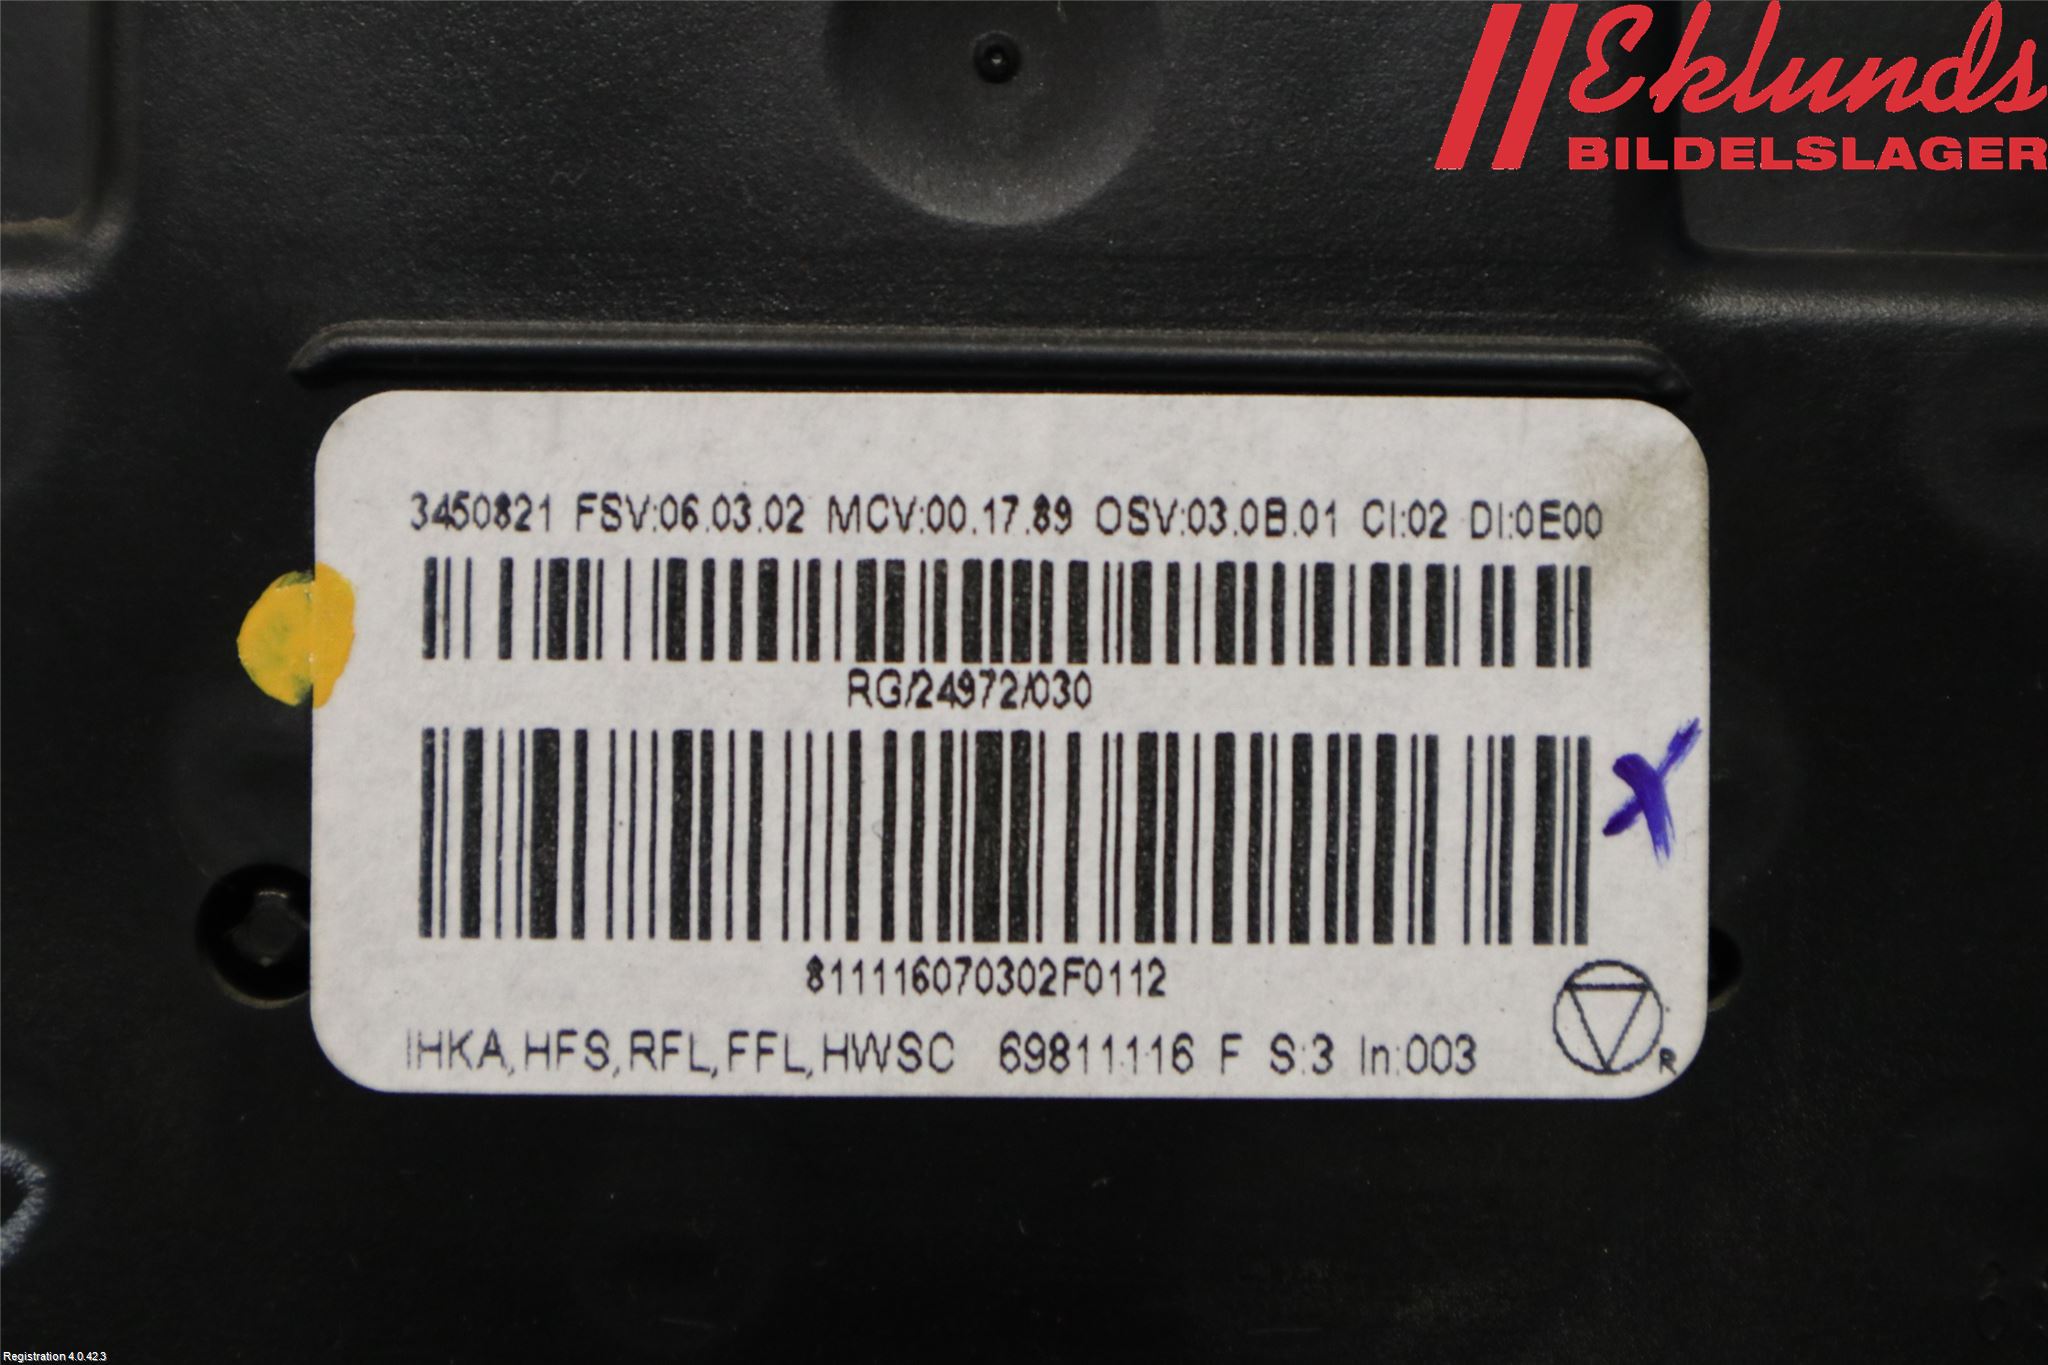 Eklunds
BILDELSLAGER
3450821 FSV:06.03.02 MCV:00.17.89 OSV:03.0B.01 CI:02 DI:0E00
RG/24972/030
811116070302F0112
IHKA,HFS,RFL,FFL,HWSC 69811116 F S:3 In:003
R
X
Registration 4.0.42.3